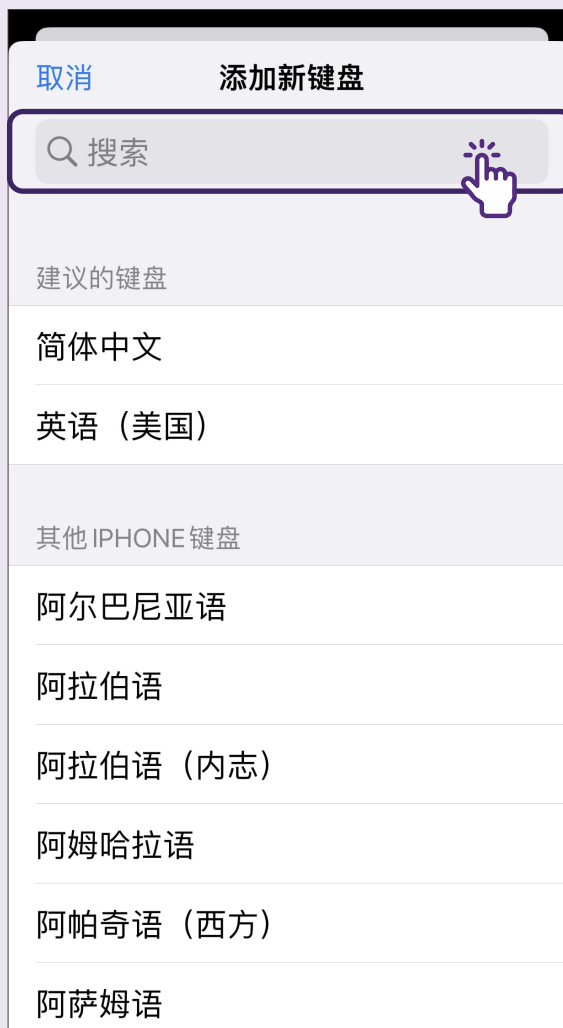 取消
添加新键盘
搜索
建议的键盘
简体中文
英语（美国）
其他 IPHONE 键盘
阿尔巴尼亚语
阿拉伯语
阿拉伯语（内志）
阿姆哈拉语
阿帕奇语（西方）
阿萨姆语